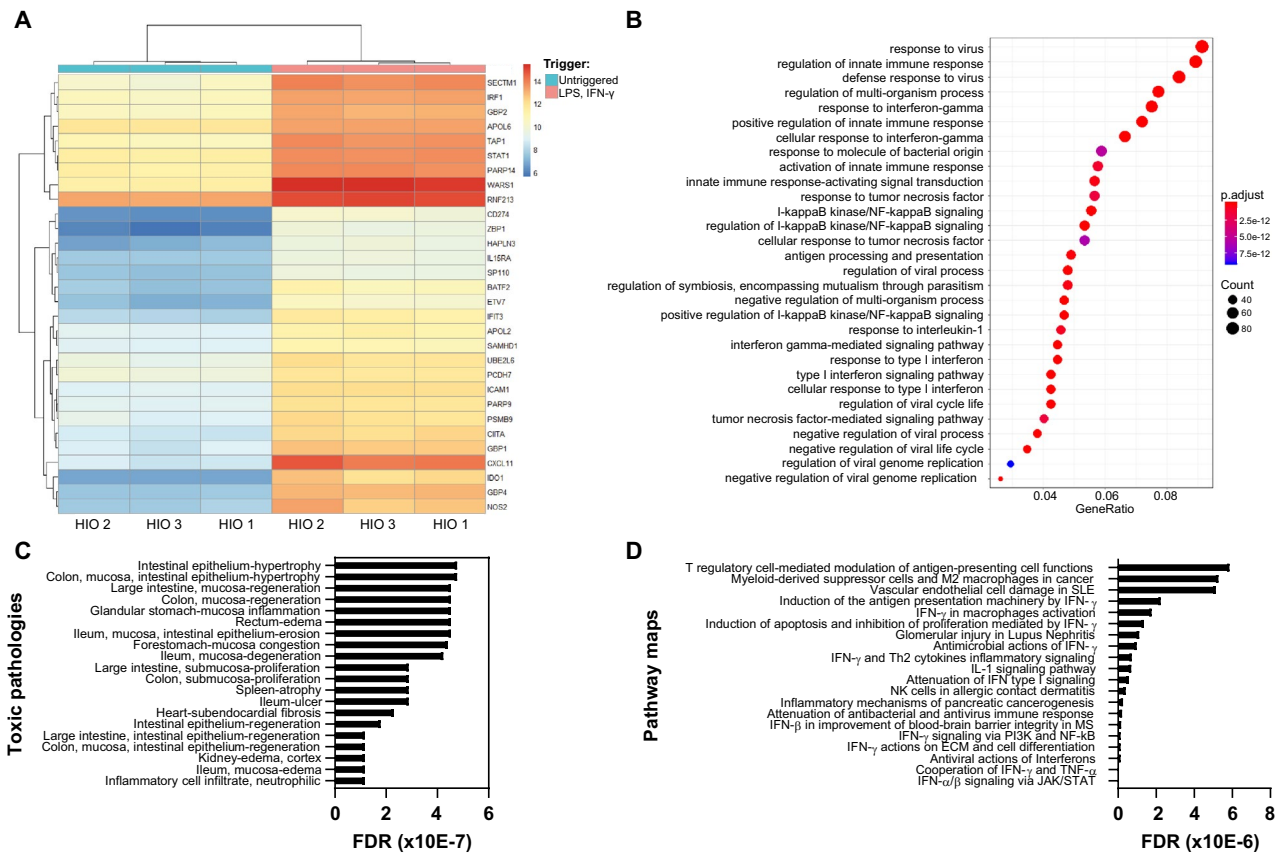 A
Trigger:
Untriggered
LPS, IFN-γ
14
12
10
8
6
SECTM1
IRF1
GBP2
APOL6
TAP1
STAT1
PARP14
WARS1
RNF213
CD274
ZBP1
HAPLN3
IL15RA
SP110
BATF2
ETV7
IFIT3
APOL2
SAMHD1
UBE2L6
PCDH7
ICAM1
PARP9
PSMB9
CIITA
GBP1
CXCL11
IDO1
GBP4
NOS2
HIO 2 HIO 3 HIO 1 HIO 2 HIO 3 HIO 1
B
response to virus
regulation of innate immune response
defense response to virus
regulation of multi-organism process
response to interferon-gamma
positive regulation of innate immune response
cellular response to interferon-gamma
response to molecule of bacterial origin
activation of innate immune response
innate immune response-activating signal transduction
response to tumor necrosis factor
I-kappaB kinase/NF-kappaB signaling
regulation of I-kappaB kinase/NF-kappaB signaling
cellular response to tumor necrosis factor
antigen processing and presentation
regulation of viral process
regulation of symbiosis, encompassing mutualism through parasitism
negative regulation of multi-organism process
positive regulation of I-kappaB kinase/NF-kappaB signaling
response to interleukin-1
interferon gamma-mediated signaling pathway
response to type I interferon
type I interferon signaling pathway
cellular response to type I interferon
regulation of viral cycle life
tumor necrosis factor-mediated signaling pathway
negative regulation of viral process
negative regulation of viral life cycle
regulation of viral genome replication
negative regulation of viral genome replication
0.04 0.06 0.08
GeneRatio
p.adjust
2.5e-12
5.0e-12
7.5e-12
Count
40
60
80
C
Toxic pathologies
Intestinal epithelium-hypertrophy
Colon, mucosa, intestinal epithelium-hypertrophy
Large intestine, mucosa-regeneration
Colon, mucosa-regeneration
Glandular stomach-mucosa inflammation
Rectum-edema
Ileum, mucosa, intestinal epithelium-erosion
Forestomach-mucosa congestion
Ileum, mucosa-degeneration
Large intestine, submucosa-proliferation
Colon, submucosa-proliferation
Spleen-atrophy
Ileum-ulcer
Heart-subendocardial fibrosis
Intestinal epithelium-regeneration
Large intestine, intestinal epithelium-regeneration
Colon, mucosa, intestinal epithelium-regeneration
Kidney-edema, cortex
Ileum, mucosa-edema
Inflammatory cell infiltrate, neutrophilic
0 2 4 6
FDR (x10E-7)
D
Pathway maps
T regulatory cell-mediated modulation of antigen-presenting cell functions
Myeloid-derived suppressor cells and M2 macrophages in cancer
Vascular endothelial cell damage in SLE
Induction of the antigen presentation machinery by IFN-γ
IFN-γ in macrophages activation
Induction of apoptosis and inhibition of proliferation mediated by IFN-γ
Glomerular injury in Lupus Nephritis
Antimicrobial actions of IFN-γ
IFN-γ and Th2 cytokines inflammatory signaling
IL-1 signaling pathway
Attenuation of IFN type I signaling
NK cells in allergic contact dermatitis
Inflammatory mechanisms of pancreatic cancerogenesis
Attenuation of antibacterial and antivirus immune response
IFN-β in improvement of blood-brain barrier integrity in MS
IFN-γ signaling via PI3K and NF-kB
IFN-γ actions on ECM and cell differentiation
Antiviral actions of Interferons
Cooperation of IFN-γ and TNF-α
IFN-α/β signaling via JAK/STAT
0 2 4 6 8
FDR (x10E-6)